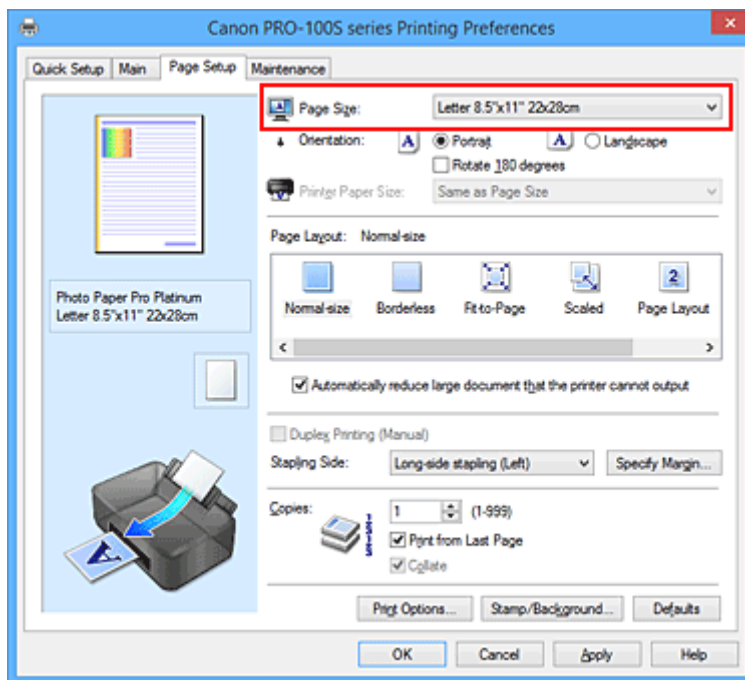 Canon PRO-100S series Printing Preferences
Quick Setup Main Page Setup Maintenance
Page Size: Letter 8.5"x11" 22x28cm
Orientation: A Portrait A Landscape
Rotate 180 degrees
Printer Paper Size: Same as Page Size
Page Layout: Normal-size
2
Normal-size Borderless Fit-to-Page Scaled Page Layout
Photo Paper Pro Platinum
Letter 8.5"x11" 22x28cm
Automatically reduce large document that the printer cannot output
Duplex Printing (Manual)
Stapling Side: Long-side stapling (Left) Specify Margin...
Copies: 1 (1-999)
Print from Last Page
Collate
A
Print Options... Stamp/Background... Defaults
OK Cancel Apply Help